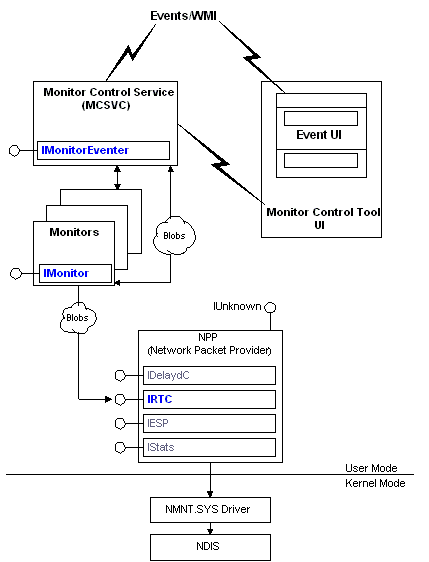 Events/WMI
Monitor Control Service
(MCSVC)
IMonitorEventer
Event UI
Monitor Control Tool
UI
Monitors
IMonitor
Blobs
Blobs
IUnknown
NPP
(Network Packet Provider)
IDelaydC
IRTC
IESP
IStats
User Mode
Kernel Mode
NMNT.SYS Driver
NDIS